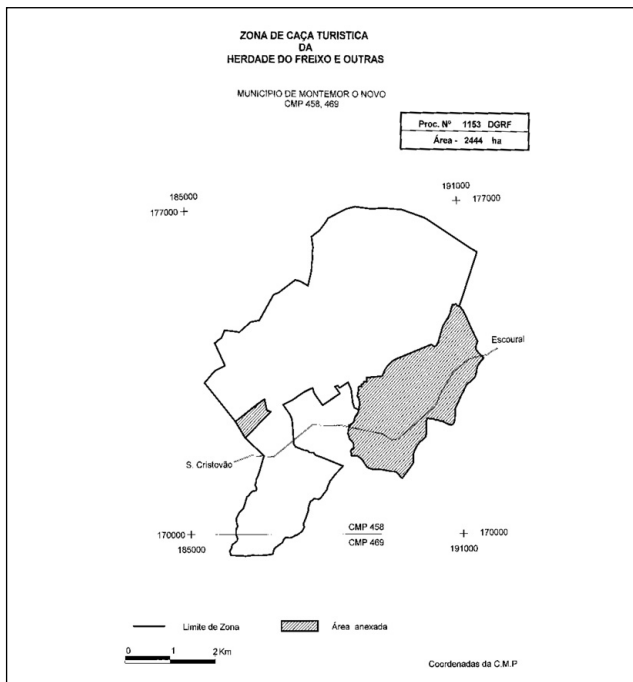 ZONA DE CAÇA TURISTICA
DA
HERDADE DO FREIXO E OUTRAS
MUNICIPIO DE MONTEMOR O NOVO
CMP 458, 469
Proc. Nº 1153 DGRF
Área - 2444 ha
185000
177000
191000
177000
Escoural
S. Cristovão
170000
185000
CMP 458
CMP 469
170000
191000
Limite de Zona
Área anexada
0 1 2 Km
Coordenadas da C.M.P